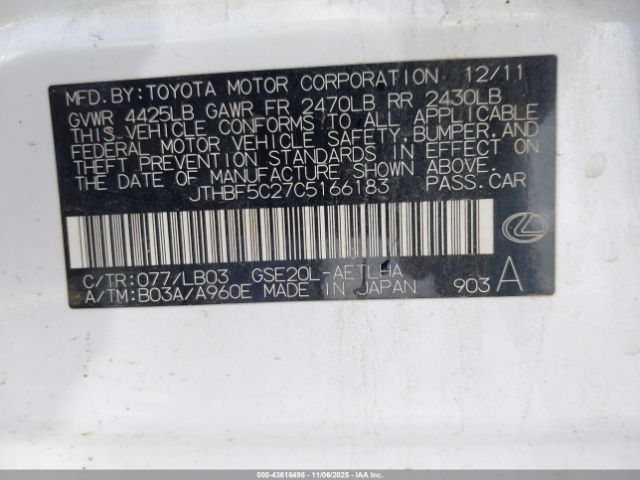 MFD. BY: TOYOTA MOTOR CORPORATION 12/11
GVWR 4425LB GAWR FR 2470LB RR 2430LB
THIS VEHICLE CONFORMS TO ALL APPLICABLE
FEDERAL MOTOR VEHICLE SAFETY, BUMPER, AND
THEFT PREVENTION STANDARDS IN EFFECT ON
THE DATE OF MANUFACTURE SHOWN ABOVE.
JTHBF5C27C5166183 PASS. CAR
C/TR: 077/LB03 GSE20L-AETLHA
A/TM: B03A/A960E MADE IN JAPAN 903 A
000-43616498 - 11/06/2025 - IAA Inc.